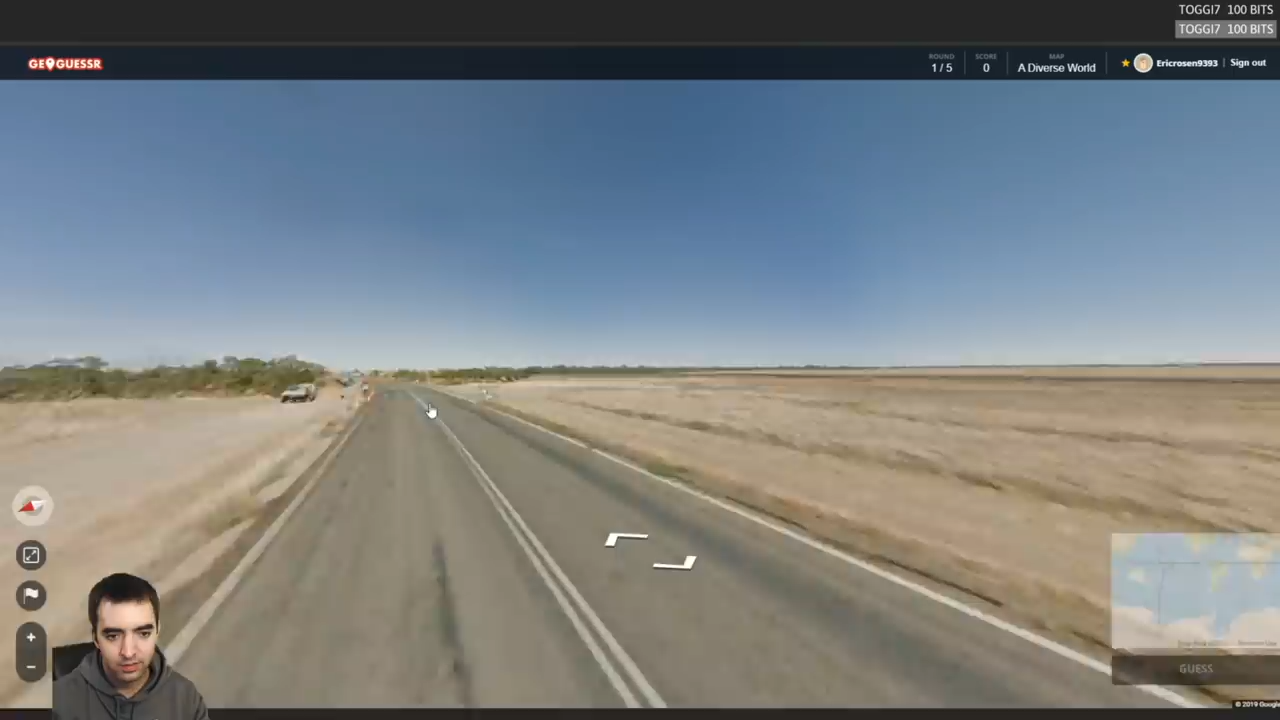 TOGGI7 100 BITS
TOGGI7 100 BITS
GEOGUESSR
ROUND
1 / 5
SCORE
0
MAP
A Diverse World
Ericrosen9393
Sign out
GUESS
© 2019 Google